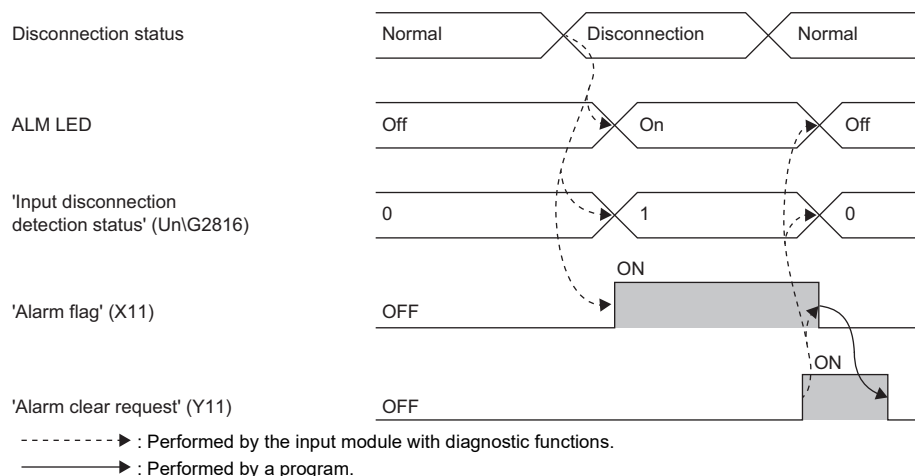 Disconnection status
Normal
Disconnection
Normal
ALM LED
Off
On
Off
'Input disconnection
detection status' (Un\G2816)
0
1
0
ON
'Alarm flag' (X11)
OFF
ON
'Alarm clear request' (Y11)
OFF
: Performed by the input module with diagnostic functions.
: Performed by a program.